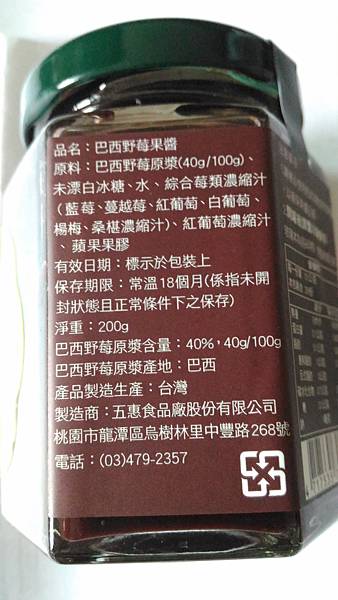 品名：巴西野莓果醬
原料：巴西野莓原漿(40g/100g)、
未漂白冰糖、水、綜合莓類濃縮汁
(藍莓、蔓越莓、紅葡萄、白葡萄、
楊梅、桑椹濃縮汁)、紅葡萄濃縮汁
、蘋果果膠
有效日期：標示於包裝上
保存期限：常溫18個月(係指未開
封狀態且正常條件下之保存)
淨重：200g
巴西野莓原漿含量：40%，40g/100g
巴西野莓原漿產地：巴西
產品製造生產：台灣
製造商：五惠食品廠股份有限公司
桃園市龍潭區烏樹林里中豐路268號
電話：(03)479-2357